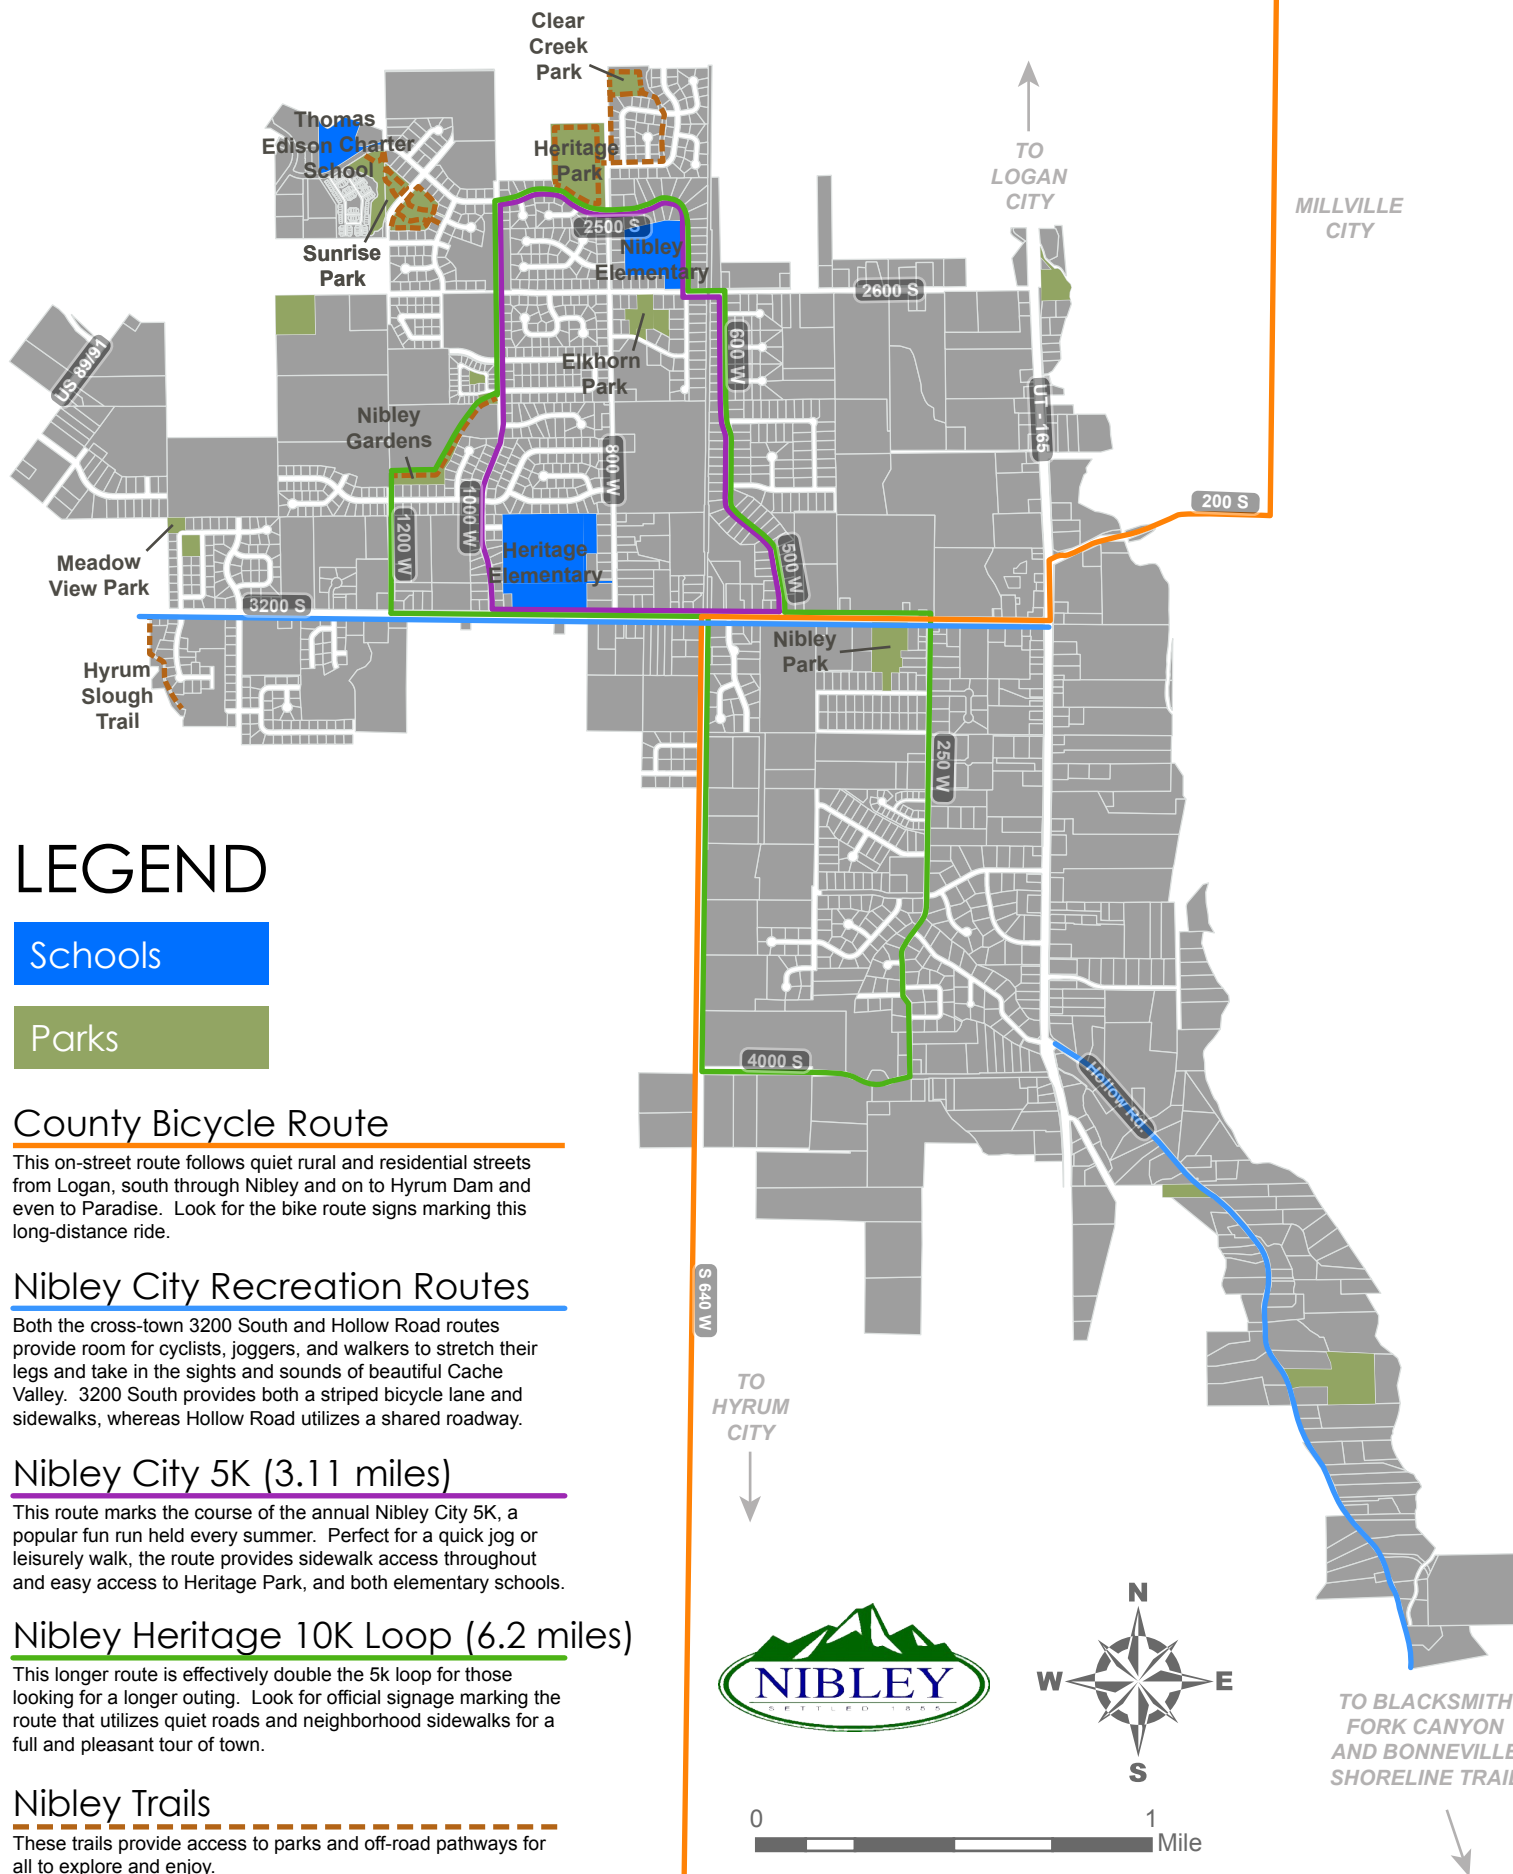 Clear
Creek
Park
Thomas
Edison Charter
School
Heritage
Park
TO
LOGAN
CITY
MILLVILLE
CITY
2500 S
Nibley
Elementary
Sunrise
Park
2600 S
US 89/91
600 W
Elkhorn
Park
UT - 165
Nibley
Gardens
800 W
1000 W
200 S
1200 W
Heritage
Elementary
500 W
Meadow
View Park
3200 S
Nibley
Park
Hyrum
Slough
Trail
250 W
4000 S
Hollow Rd.
S 640 W
TO
HYRUM
CITY
LEGEND
Schools
Parks
County Bicycle Route
This on-street route follows quiet rural and residential streets
from Logan, south through Nibley and on to Hyrum Dam and
even to Paradise.  Look for the bike route signs marking this
long-distance ride.
Nibley City Recreation Routes
Both the cross-town 3200 South and Hollow Road routes
provide room for cyclists, joggers, and walkers to stretch their
legs and take in the sights and sounds of beautiful Cache
Valley.  3200 South provides both a striped bicycle lane and
sidewalks, whereas Hollow Road utilizes a shared roadway.
Nibley City 5K (3.11 miles)
This route marks the course of the annual Nibley City 5K, a
popular fun run held every summer.  Perfect for a quick jog or
leisurely walk, the route provides sidewalk access throughout
and easy access to Heritage Park, and both elementary schools.
Nibley Heritage 10K Loop (6.2 miles)
This longer route is effectively double the 5k loop for those
looking for a longer outing.  Look for official signage marking the
route that utilizes quiet roads and neighborhood sidewalks for a
full and pleasant tour of town.
Nibley Trails
These trails provide access to parks and off-road pathways for
all to explore and enjoy.
NIBLEY
SETTLED 1855
N
W
E
S
TO BLACKSMITH
FORK CANYON
AND BONNEVILLE
SHORELINE TRAIL
0
1
Mile